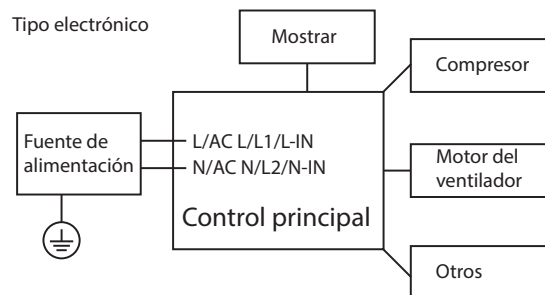 Tipo electrónico
Mostrar
Compresor
Fuente de
alimentación
L/AC L/L1/L-IN
N/AC N/L2/N-IN
Control principal
Motor del
ventilador
Otros